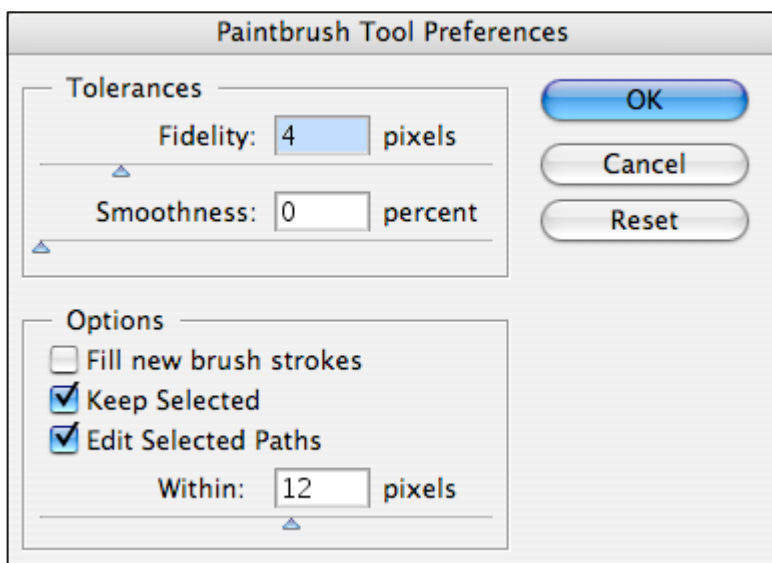 Paintbrush Tool Preferences
Tolerances
Fidelity: 4 pixels
Smoothness: 0 percent
OK
Cancel
Reset
Options
Fill new brush strokes
Keep Selected
Edit Selected Paths
Within: 12 pixels